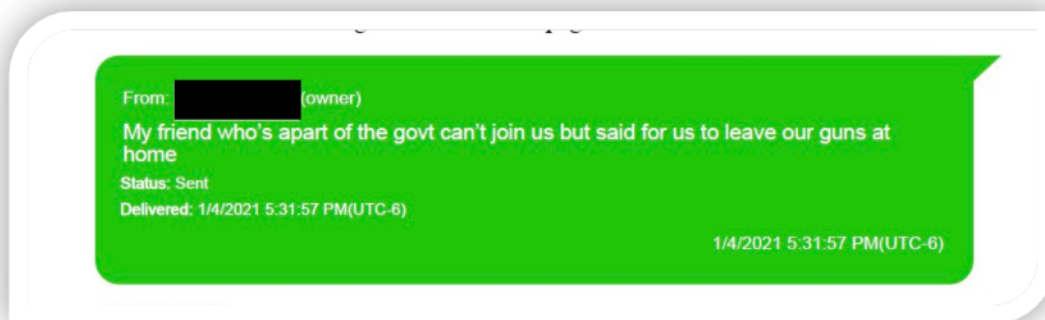 From: (owner)
My friend who's apart of the govt can't join us but said for us to leave our guns at
home
Status: Sent
Delivered: 1/4/2021 5:31:57 PM(UTC-6)
1/4/2021 5:31:57 PM(UTC-6)